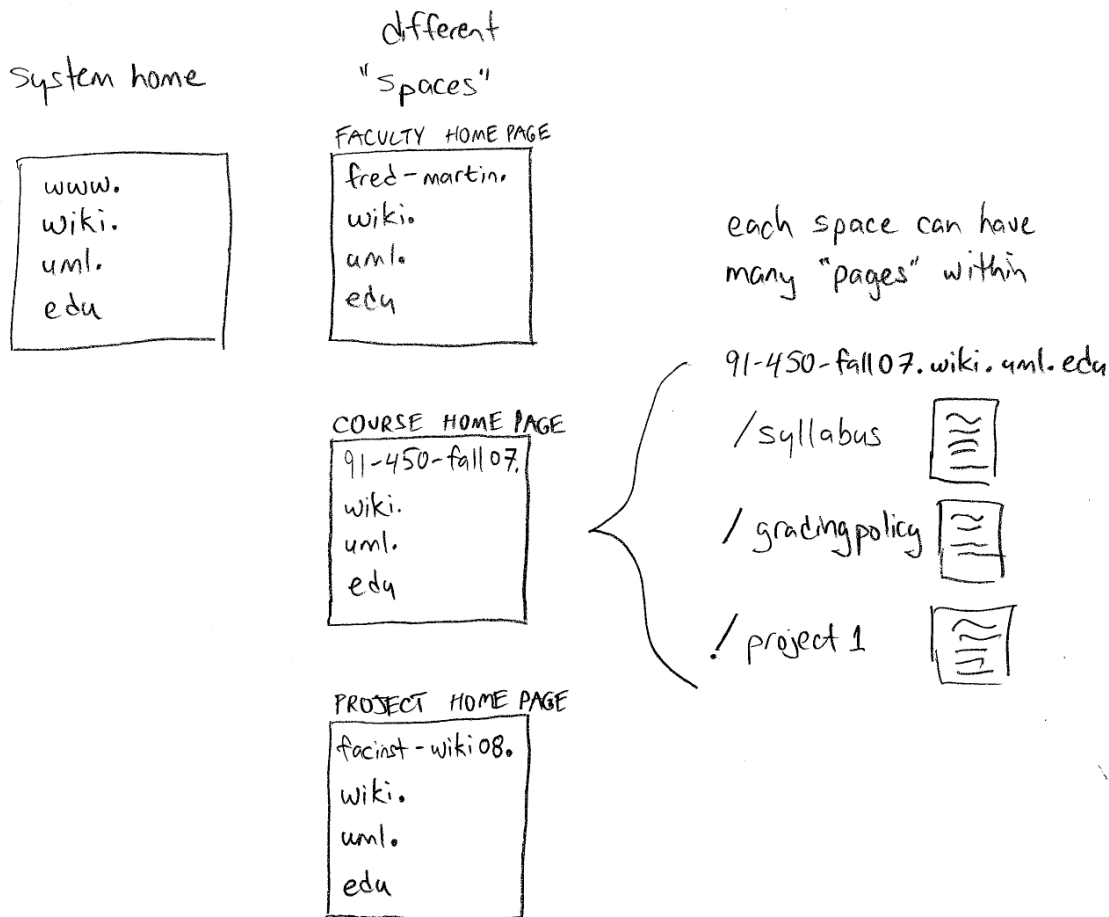 system home
different
"spaces"
www.
wiki.
uml.
edu
FACULTY HOME PAGE
fred-martin.
wiki.
uml.
edu
COURSE HOME PAGE
91-450-fall07.
wiki.
uml.
edu
PROJECT HOME PAGE
facinst-wiki08.
wiki.
uml.
edu
each space can have
many "pages" within
91-450-fall07.wiki.uml.edu
/syllabus
/gradingpolicy
/project1